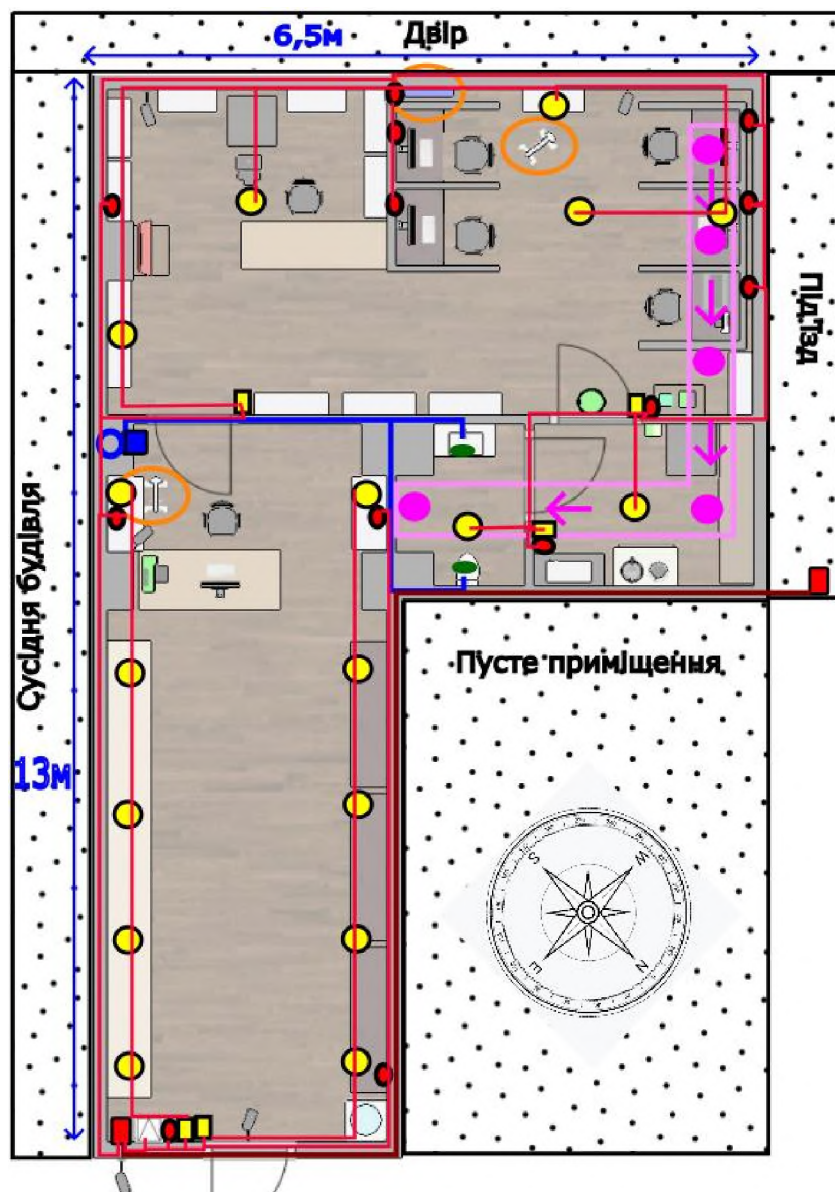 6,5м
Двір
Під'їзд
Сусідня будівля
Пусте приміщення
13м
S
W
E
N